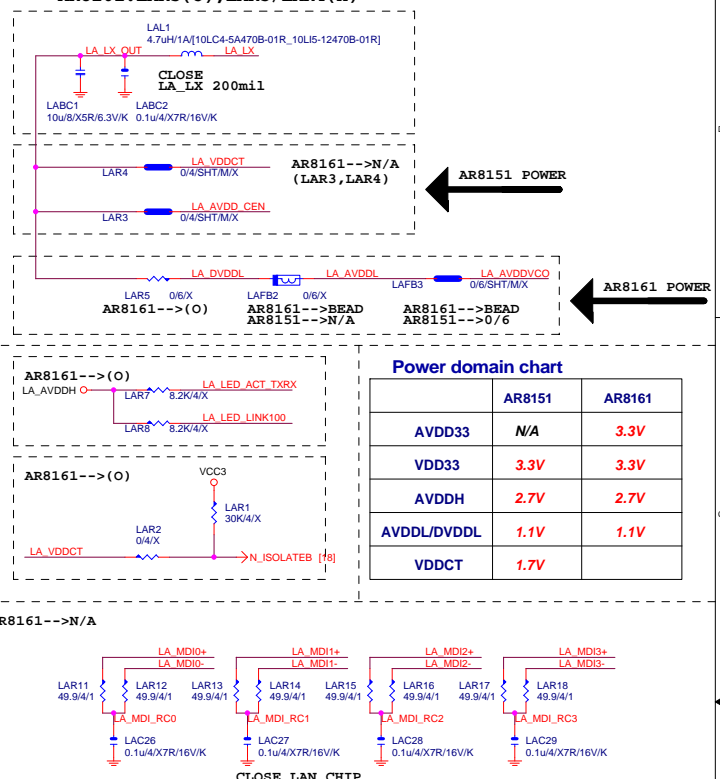 LAL1
4.7uH/1A/[10LC4-5A470B-01R_10LI5-12470B-01R]
LA_LX_OUT
LA_LX
CLOSE
LA_LX 200mil
LABC1
10u/8/X5R/6.3V/K
LABC2
0.1u/4/X7R/16V/K
LA_VDDCT
LAR4
0/4/SHT/M/X
AR8161-->N/A
(LAR3,LAR4)
AR8151 POWER
LA_AVDD_CEN
LAR3
0/4/SHT/M/X
LA_DVDDL
LA_AVDDL
LA_AVDDVCO
LAR5
0/6/X
LAFB2
0/6/X
LAFB3
0/6/SHT/M/X
AR8161-->(O)
AR8161-->BEAD
AR8151-->N/A
AR8161-->BEAD
AR8151-->0/6
AR8161 POWER
AR8161-->(O)
LA_AVDDH
LAR7
8.2K/4/X
LA_LED_ACT_TXRX
LAR8
8.2K/4/X
LA_LED_LINK100
AR8161-->(O)
VCC3
LAR1
30K/4/X
LAR2
0/4/X
LA_VDDCT
N_ISOLATEB [18]
Power domain chart
AR8151 AR8161
AVDD33 N/A 3.3V
VDD33 3.3V 3.3V
AVDDH 2.7V 2.7V
AVDDL/DVDDL 1.1V 1.1V
VDDCT 1.7V
R8161-->N/A
LA_MDI0+
LA_MDI0-
LA_MDI1+
LA_MDI1-
LA_MDI2+
LA_MDI2-
LA_MDI3+
LA_MDI3-
LAR11
49.9/4/1
LAR12
49.9/4/1
LAR13
49.9/4/1
LAR14
49.9/4/1
LAR15
49.9/4/1
LAR16
49.9/4/1
LAR17
49.9/4/1
LAR18
49.9/4/1
LA_MDI_RC0
LA_MDI_RC1
LA_MDI_RC2
LA_MDI_RC3
LAC26
0.1u/4/X7R/16V/K
LAC27
0.1u/4/X7R/16V/K
LAC28
0.1u/4/X7R/16V/K
LAC29
0.1u/4/X7R/16V/K
CLOSE LAN CHIP